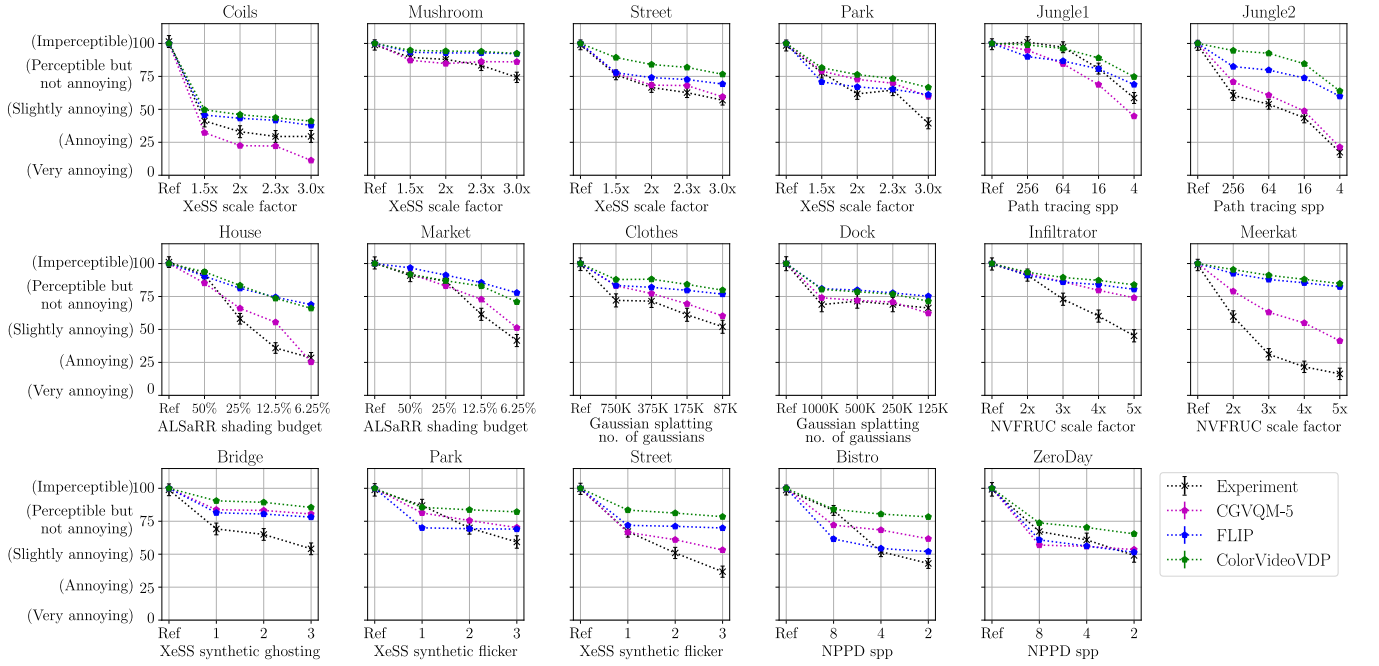 Coils
Mushroom
Street
Park
Jungle1
Jungle2
(Imperceptible) 100
(Perceptible but
not annoying)
75
(Slightly annoying) 50
(Annoying) 25
(Very annoying) 0
Ref 1.5x 2x 2.3x 3.0x
XeSS scale factor
Ref 1.5x 2x 2.3x 3.0x
XeSS scale factor
Ref 1.5x 2x 2.3x 3.0x
XeSS scale factor
Ref 1.5x 2x 2.3x 3.0x
XeSS scale factor
Ref 256 64 16 4
Path tracing spp
Ref 256 64 16 4
Path tracing spp
House
Market
Clothes
Dock
Infiltrator
Meerkat
(Imperceptible) 100
(Perceptible but
not annoying)
75
(Slightly annoying) 50
(Annoying) 25
(Very annoying) 0
Ref 50% 25% 12.5% 6.25%
ALSaRR shading budget
Ref 50% 25% 12.5% 6.25%
ALSaRR shading budget
Ref 750K 375K 175K 87K
Gaussian splatting
no. of gaussians
Ref 1000K 500K 250K 125K
Gaussian splatting
no. of gaussians
Ref 2x 3x 4x 5x
NVFRUC scale factor
Ref 2x 3x 4x 5x
NVFRUC scale factor
Bridge
Park
Street
Bistro
ZeroDay
(Imperceptible) 100
(Perceptible but
not annoying)
75
(Slightly annoying) 50
(Annoying) 25
(Very annoying) 0
Ref 1 2 3
XeSS synthetic ghosting
Ref 1 2 3
XeSS synthetic flicker
Ref 1 2 3
XeSS synthetic flicker
Ref 8 4 2
NPPD spp
Ref 8 4 2
NPPD spp
Experiment
CGVQM-5
FLIP
ColorVideoVDP